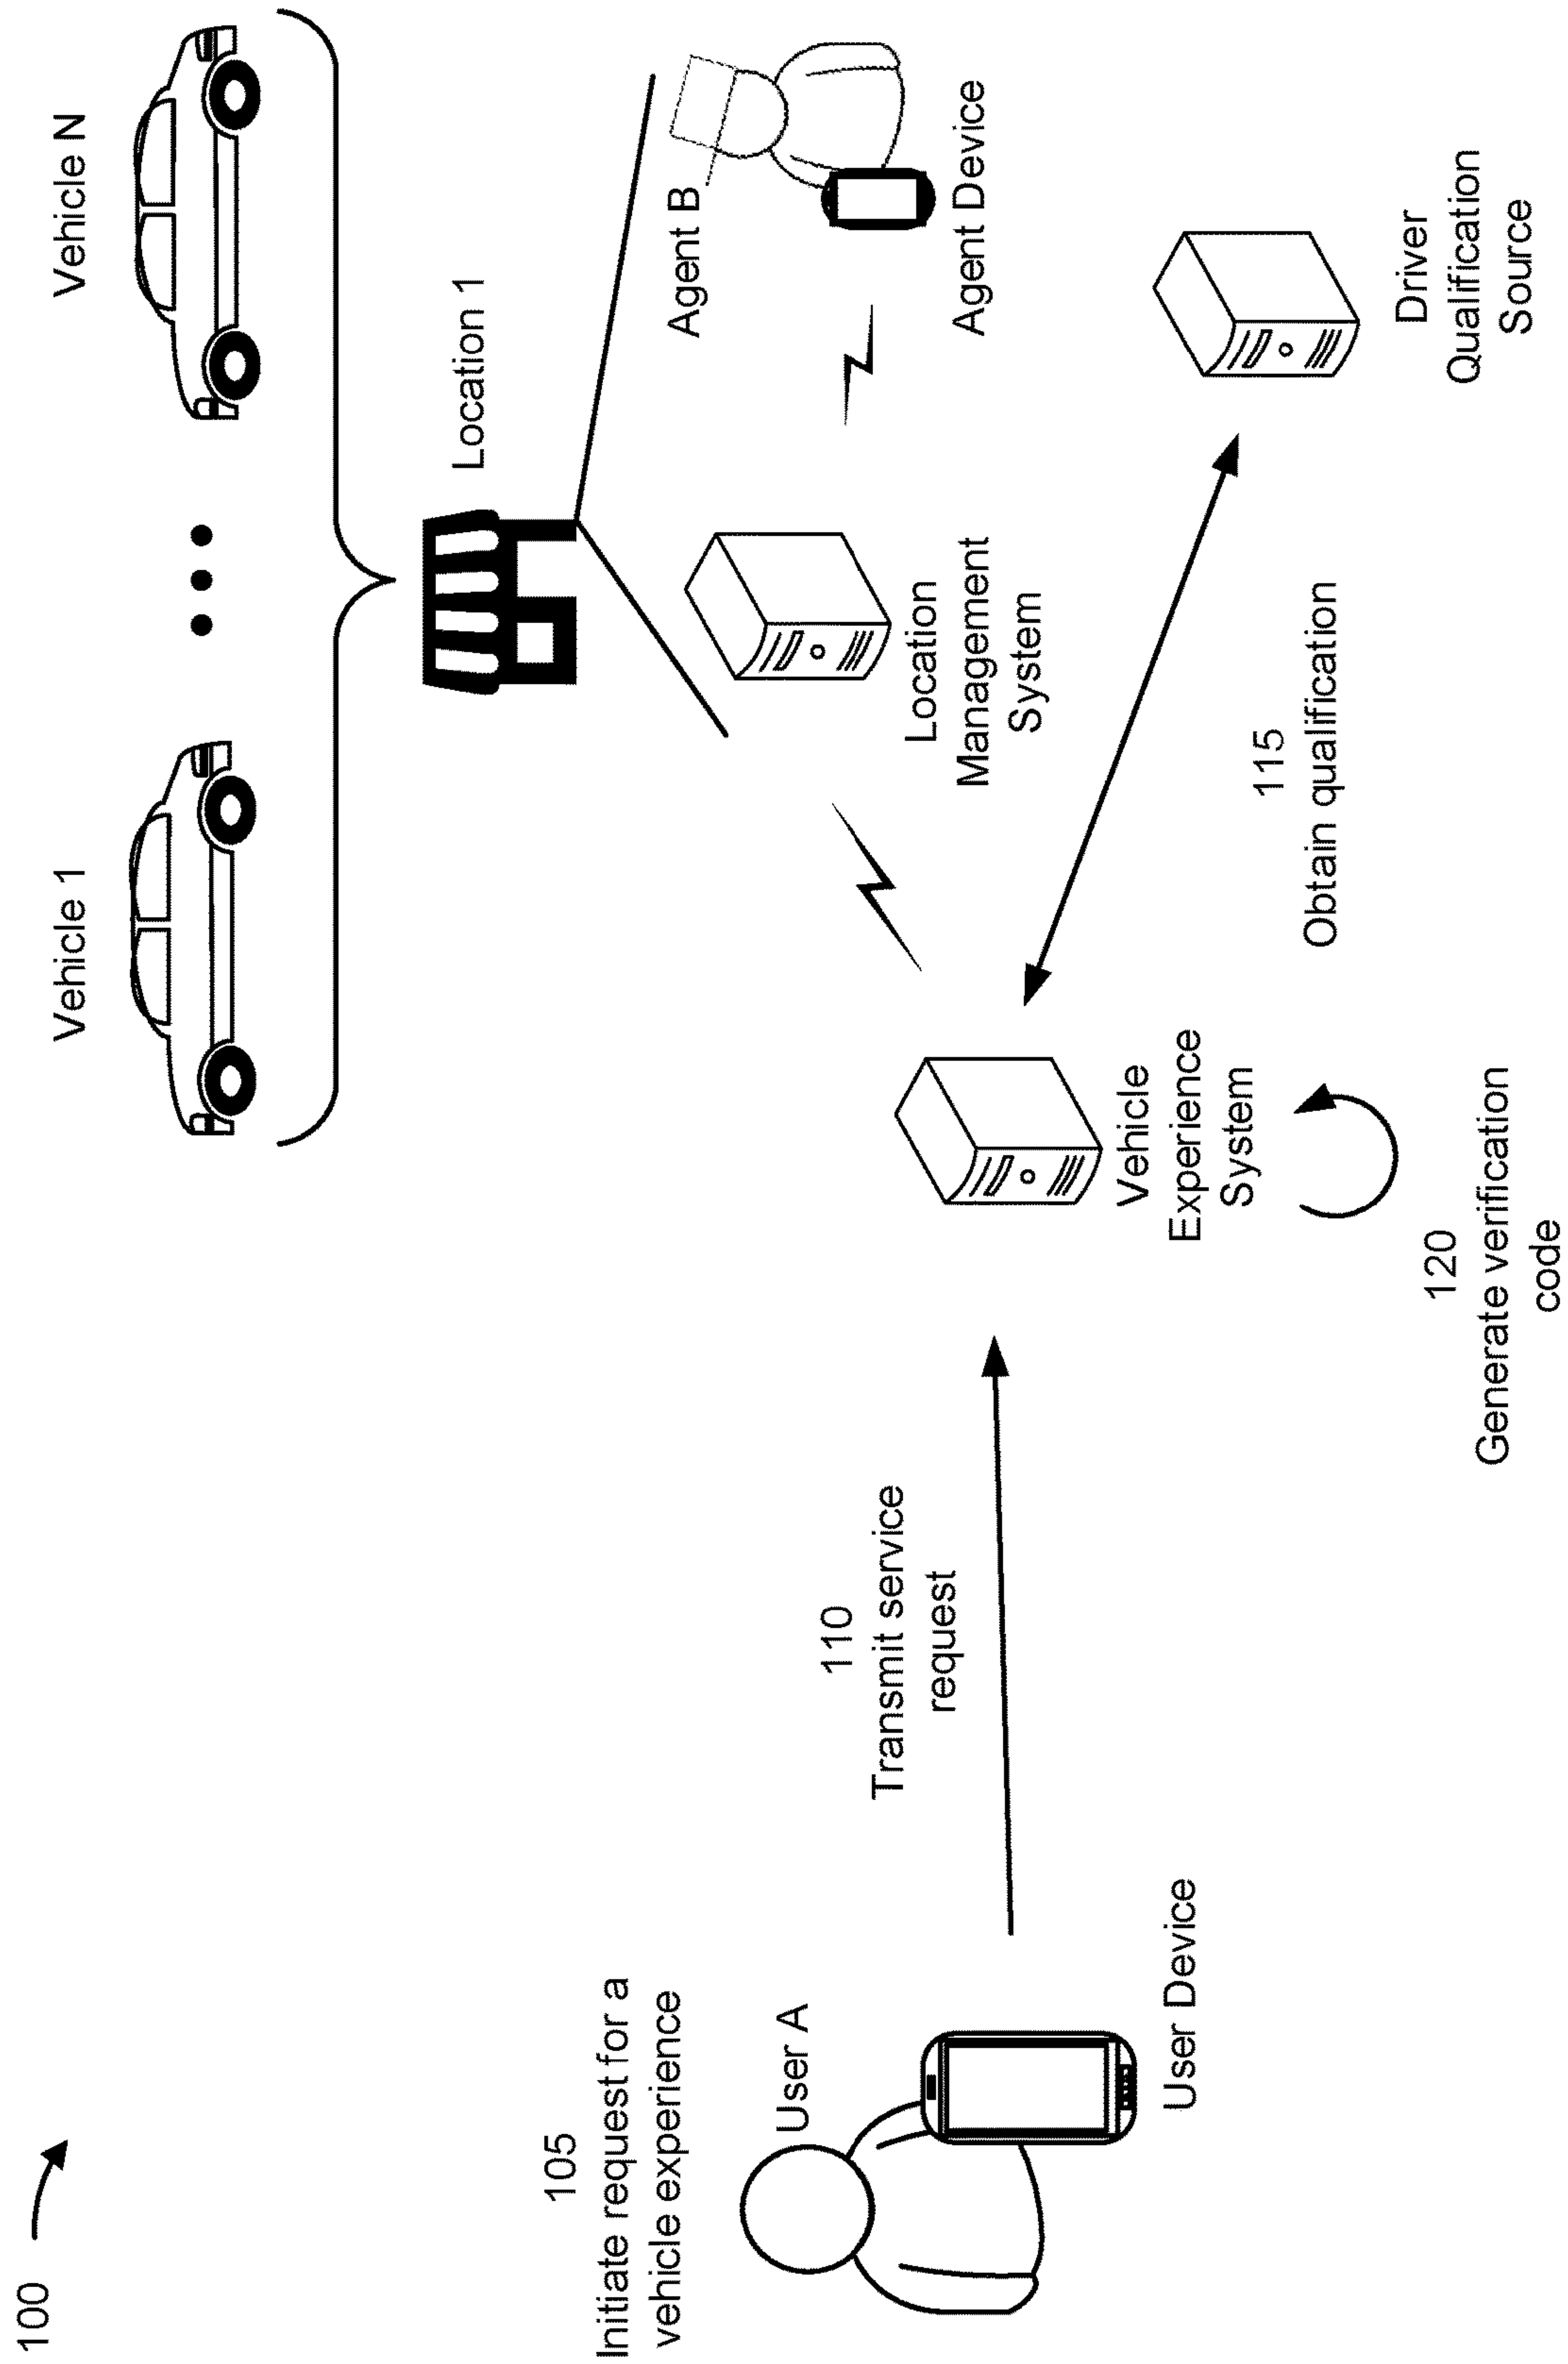 100
Vehicle 1
Vehicle N
Location 1
105
Initiate request for a
vehicle experience
User A
User Device
110
Transmit service
request
Vehicle
Experience
System
120
Generate verification
code
Location
Management
System
Agent B
Agent Device
115
Obtain qualification
Driver
Qualification
Source